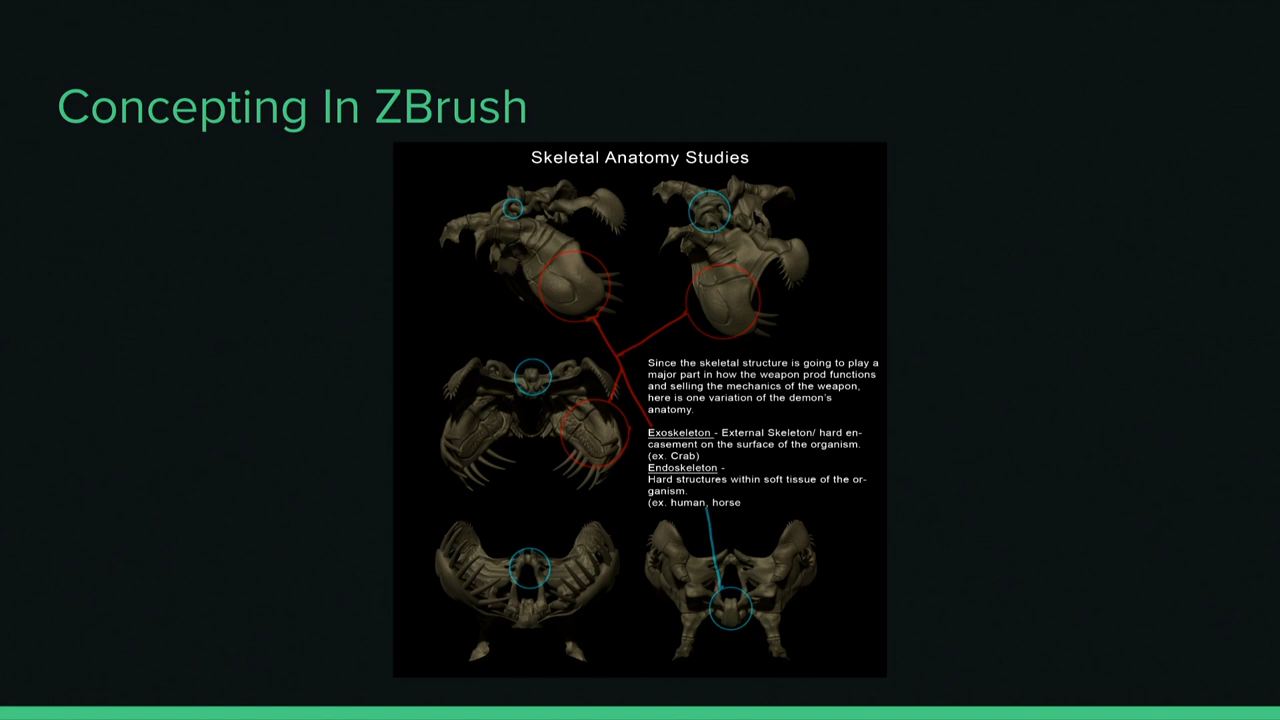 Concepting In ZBrush
Skeletal Anatomy Studies
Since the skeletal structure is going to play a
major part in how the weapon prod functions
and selling the mechanics of the weapon,
here is one variation of the demon's
anatomy.
Exoskeleton - External Skeleton/ hard en-
casement on the surface of the organism.
(ex. Crab)
Endoskeleton -
Hard structures within soft tissue of the or-
ganism.
(ex. human, horse